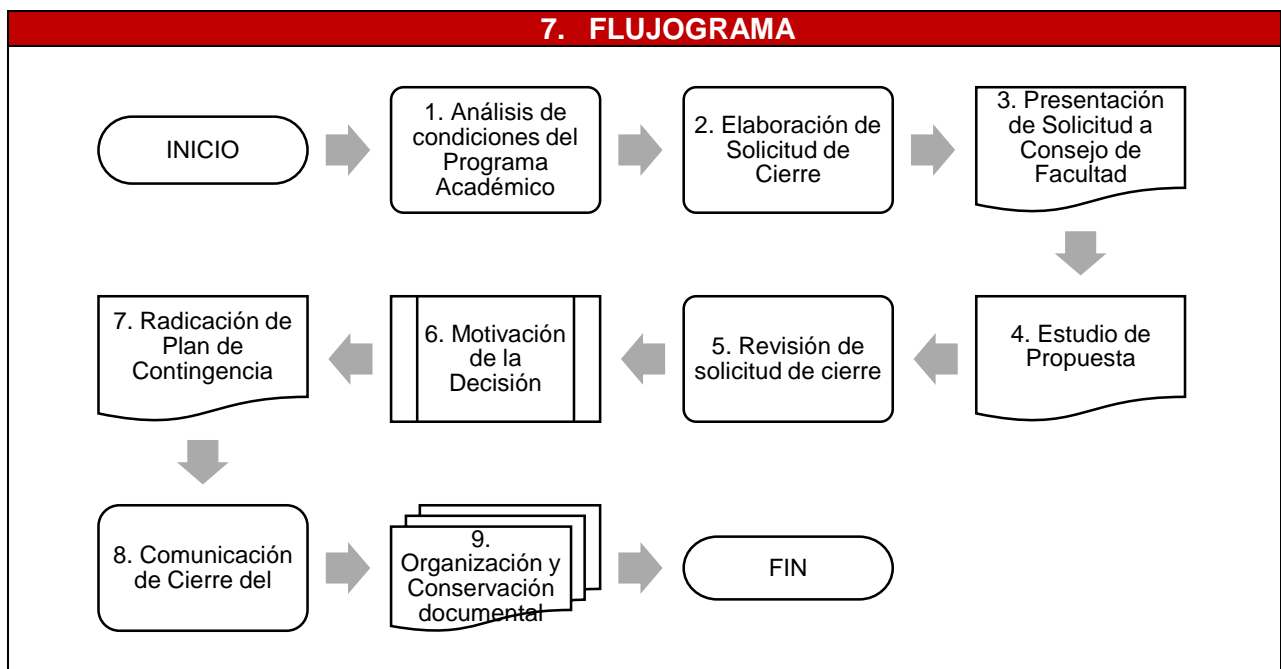 7. FLUJOGRAMA
INICIO
1. Análisis de
condiciones del
Programa
Académico
2. Elaboración de
Solicitud de
Cierre
3. Presentación
de Solicitud a
Consejo de
Facultad
4. Estudio de
Propuesta
5. Revisión de
solicitud de cierre
6. Motivación
de la
Decisión
7. Radicación de
Plan de
Contingencia
8. Comunicación
de Cierre del
9.
Organización y
Conservación
documental
FIN